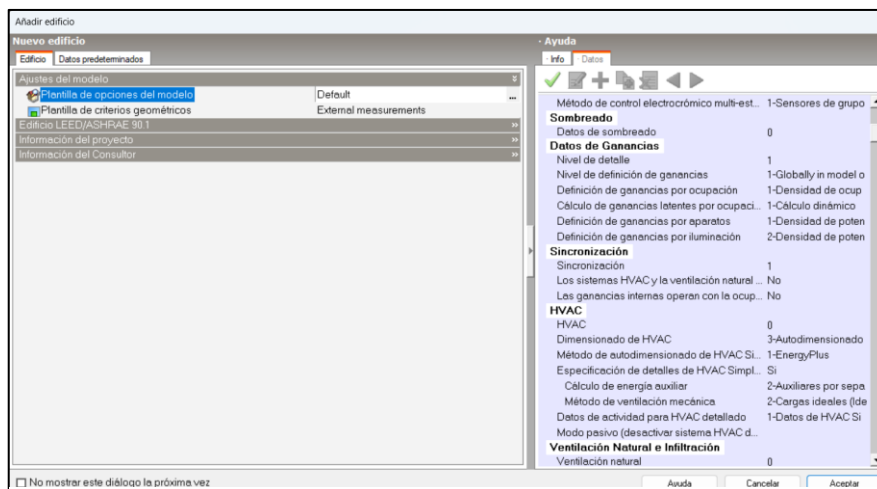 Añadir edificio
Nuevo edificio
Edificio Datos predeterminados
Ajustes del modelo
Plantilla de opciones del modelo Default ...
Plantilla de criterios geométricos External measurements
Edificio LEED/ASHRAE 90.1
Información del proyecto
Información del Consultor
No mostrar este diálogo la próxima vez
Ayuda
Info Datos
Método de control electrocrómico multi-est... 1-Sensores de grupo
Sombreado
Datos de sombreado 0
Datos de Ganancias
Nivel de detalle 1
Nivel de definición de ganancias 1-Globally in model o
Definición de ganancias por ocupación 1-Densidad de ocup
Cálculo de ganancias latentes por ocupaci... 1-Cálculo dinámico
Definición de ganancias por aparatos 1-Densidad de poten
Definición de ganancias por iluminación 2-Densidad de poten
Sincronización
Sincronización 1
Los sistemas HVAC y la ventilación natural ... No
Las ganancias internas operan con la ocup... No
HVAC
HVAC 0
Dimensionado de HVAC 3-Autodimensionado
Método de autodimensionado de HVAC Si... 1-EnergyPlus
Especificación de detalles de HVAC Simpl... Si
Cálculo de energía auxiliar 2-Auxiliares por sepa
Método de ventilación mecánica 2-Cargas ideales (Ide
Datos de actividad para HVAC detallado 1-Datos de HVAC Si
Modo pasivo (desactivar sistema HVAC d...
Ventilación Natural e Infiltración
Ventilación natural 0
Ayuda Cancelar Aceptar